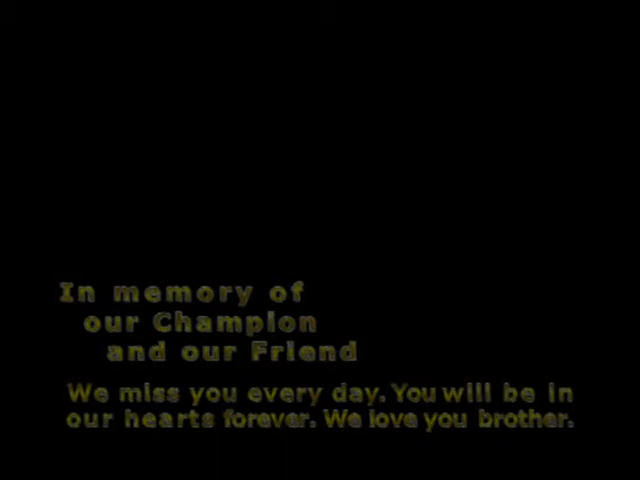 In memory of
our Champion
and our Friend
We miss you every day. You will be in
our hearts forever. We love you brother.